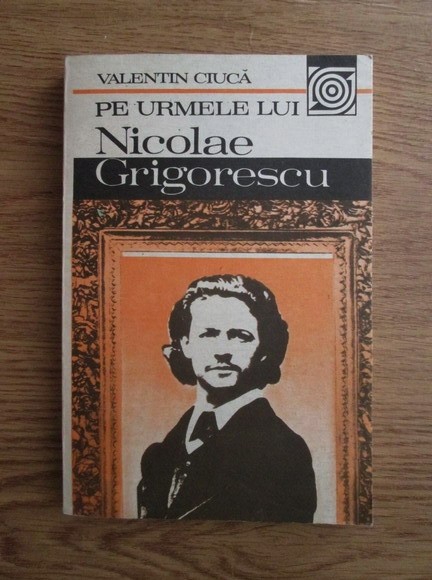 VALENTIN CIUCĂ
PE URMELE LUI
Nicolae
Grigorescu